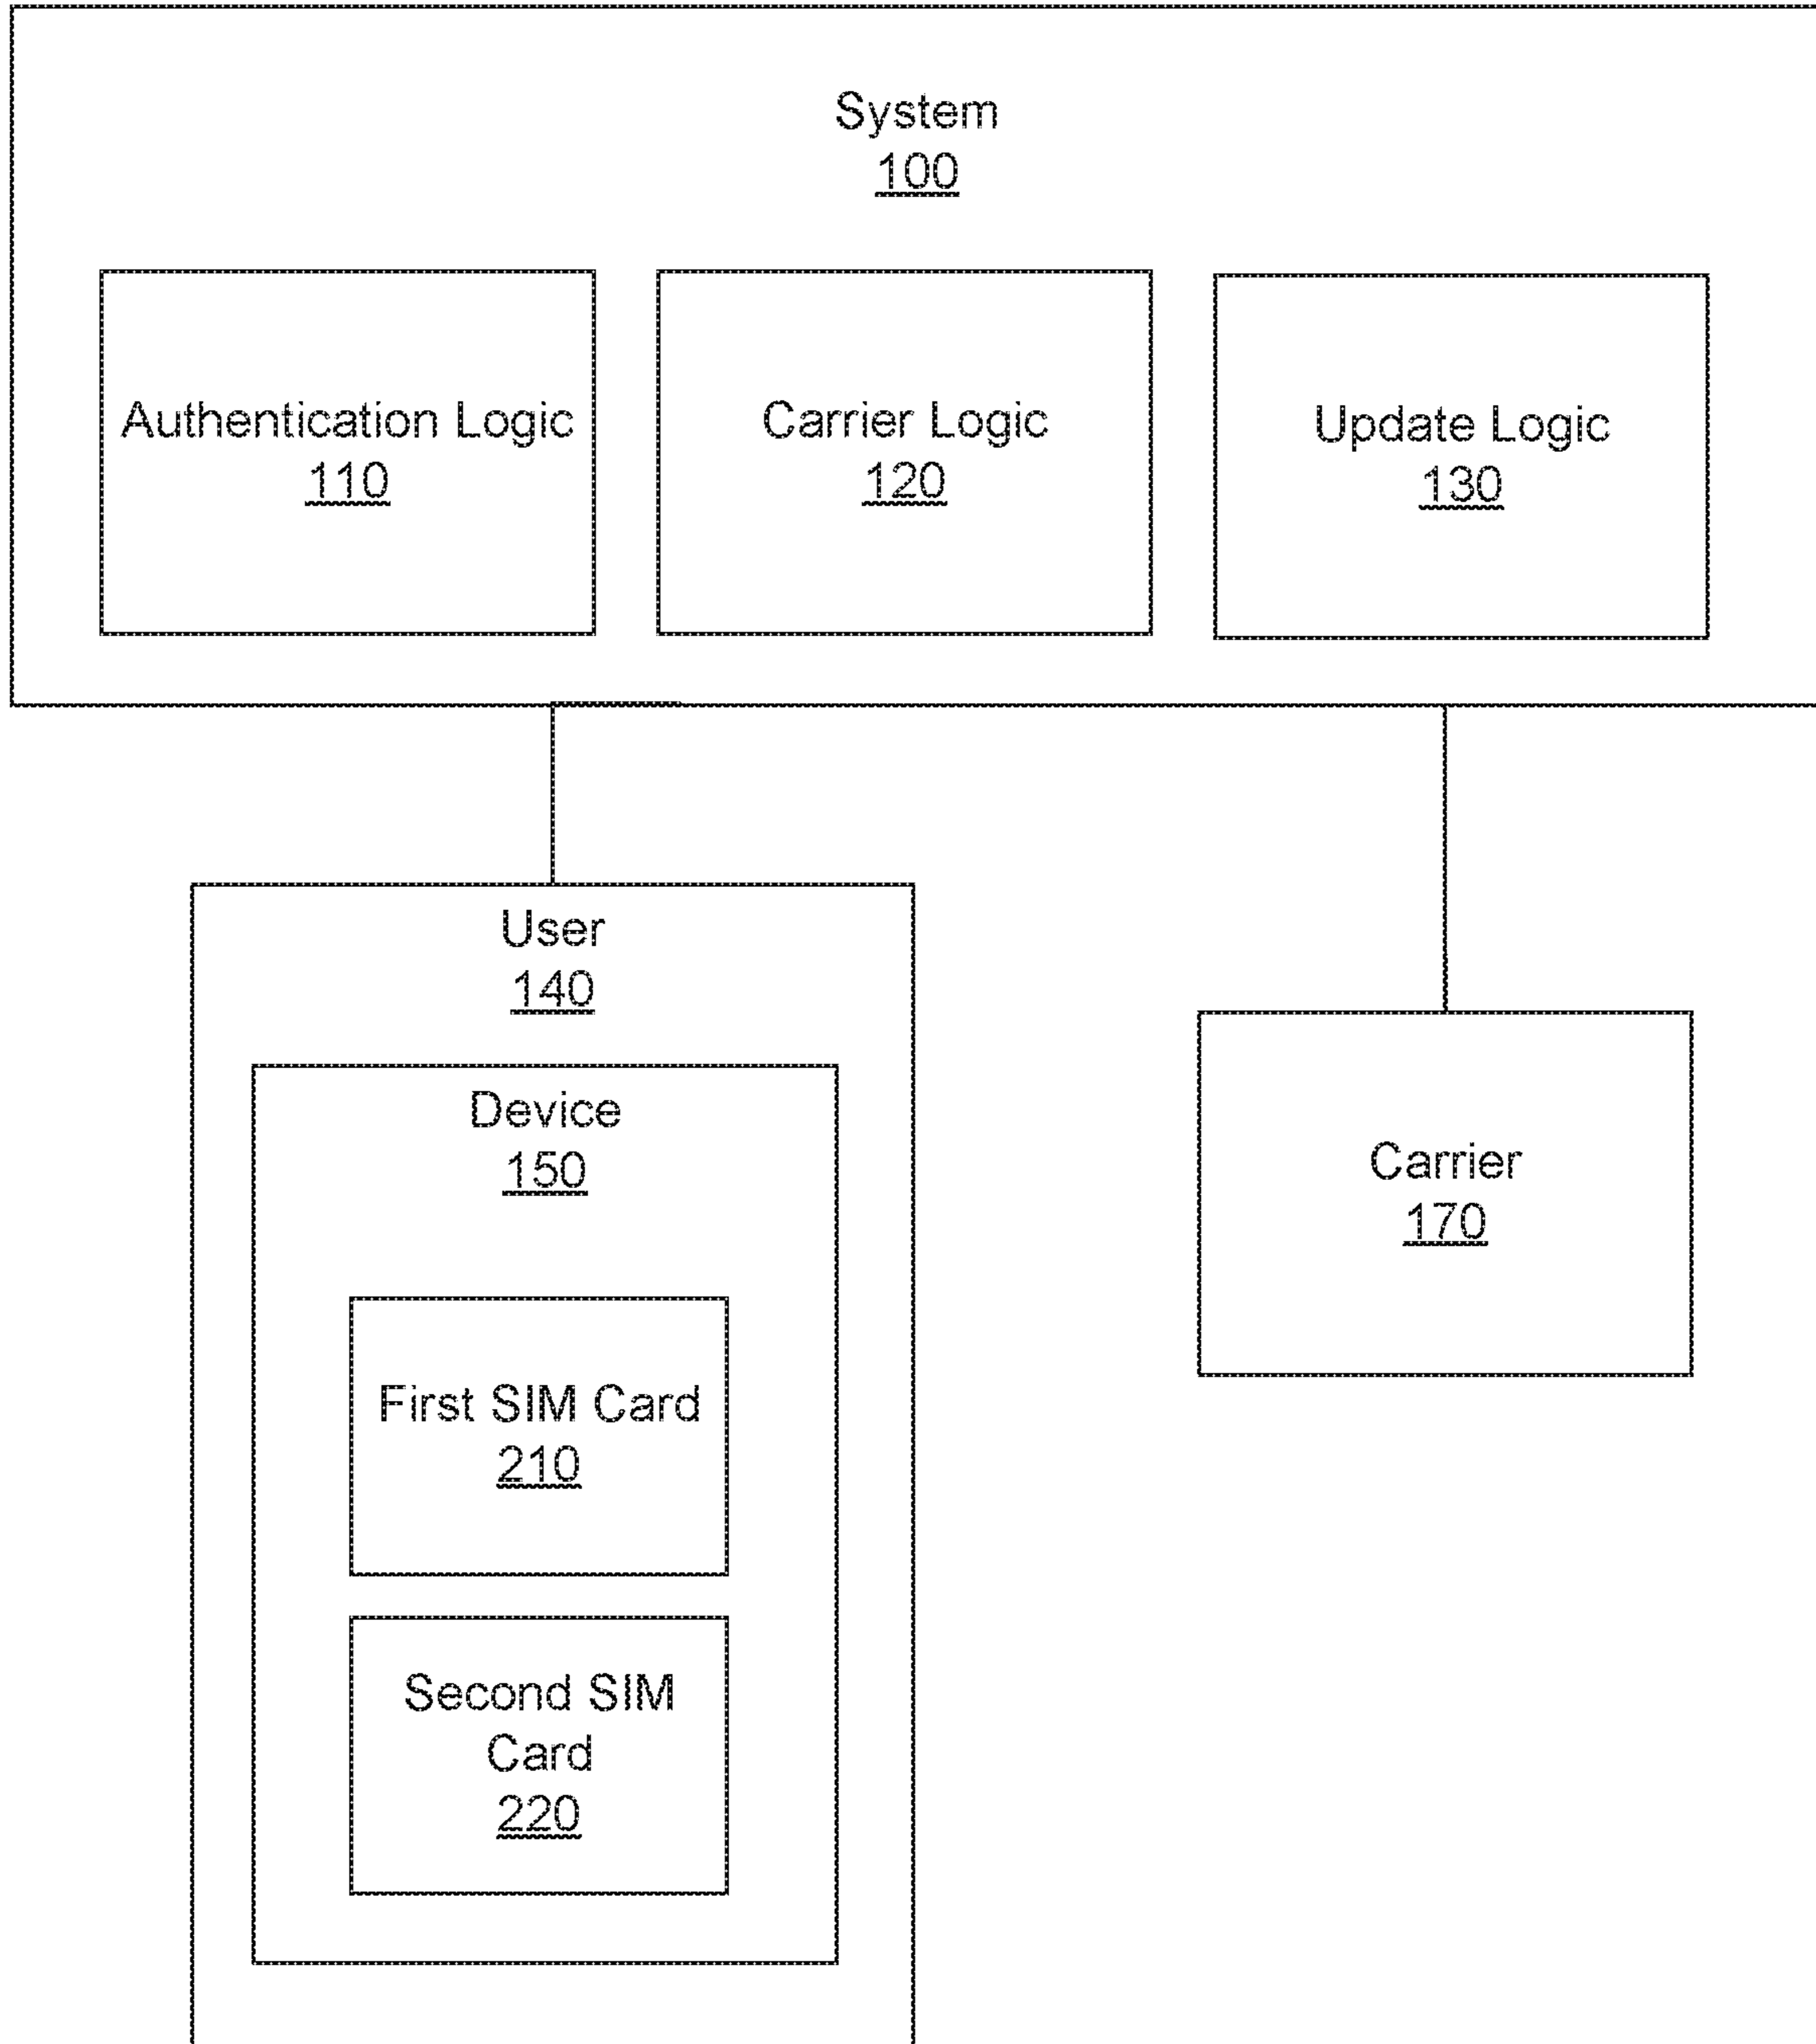 System
100
Authentication Logic
110
Carrier Logic
120
Update Logic
130
User
140
Device
150
First SIM Card
210
Second SIM
Card
220
Carrier
170